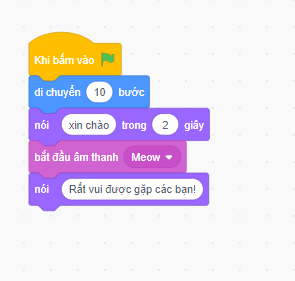 Khi bấm vào
di chuyển 10 bước
nói xin chào trong 2 giây
bắt đầu âm thanh Meow
nói Rất vui được gặp các bạn!